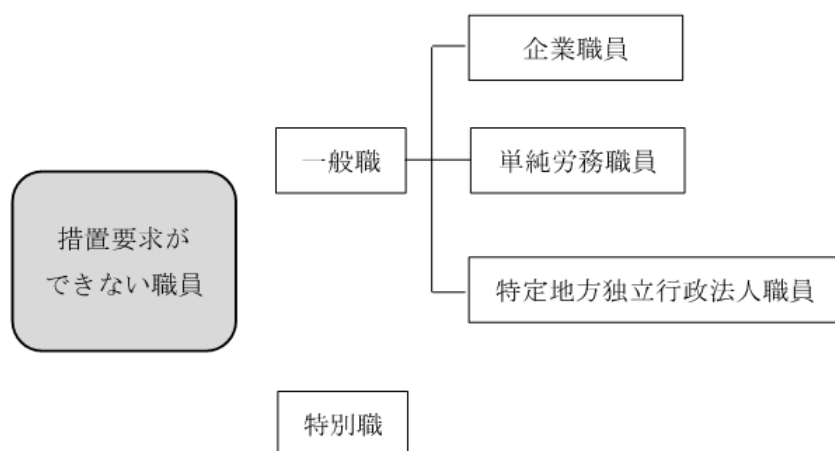 措置要求が
できない職員
一般職
企業職員
単純労務職員
特定地方独立行政法人職員
特別職